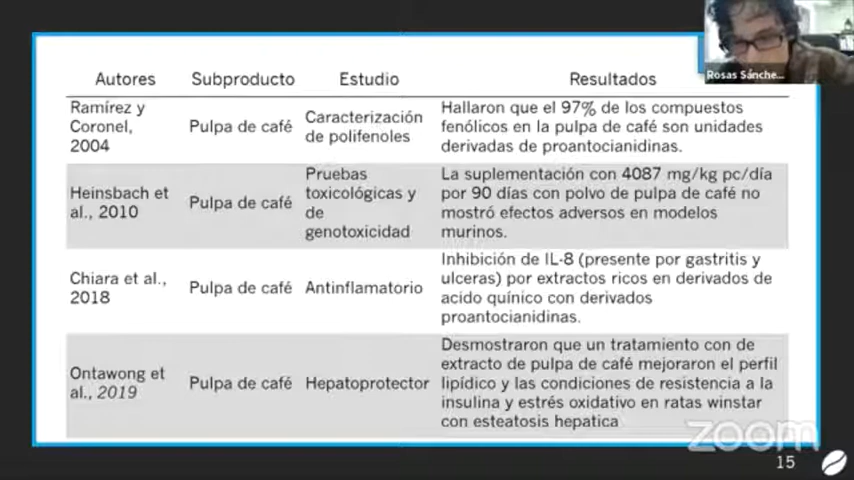 Rosas Sánche...
Autores Subproducto Estudio Resultados
Ramírez y
Coronel,
2004
Pulpa de café
Caracterización
de polifenoles
Hallaron que el 97% de los compuestos
fenólicos en la pulpa de café son unidades
derivadas de proantocianidinas.
Heinsbach et
al., 2010
Pulpa de café
Pruebas
toxicológicas y
de
genotoxicidad
La suplementación con 4087 mg/kg pc/día
por 90 días con polvo de pulpa de café no
mostró efectos adversos en modelos
murinos.
Chiara et al.,
2018
Pulpa de café
Antinflamatorio
Inhibición de IL-8 (presente por gastritis y
ulceras) por extractos ricos en derivados de
acido quínico con derivados
proantocianidinas.
Ontawong et
al., 2019
Pulpa de café
Hepatoprotector
Desmostraron que un tratamiento con de
extracto de pulpa de café mejoraron el perfil
lipídico y las condiciones de resistencia a la
insulina y estrés oxidativo en ratas winstar
con esteatosis hepatica
zoom
15